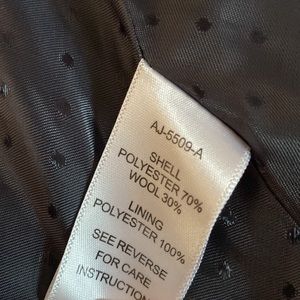 AJ-5509-A
SHELL
POLYESTER 70%
WOOL 30%
LINING
POLYESTER 100%
SEE REVERSE
FOR CARE
INSTRUCTION